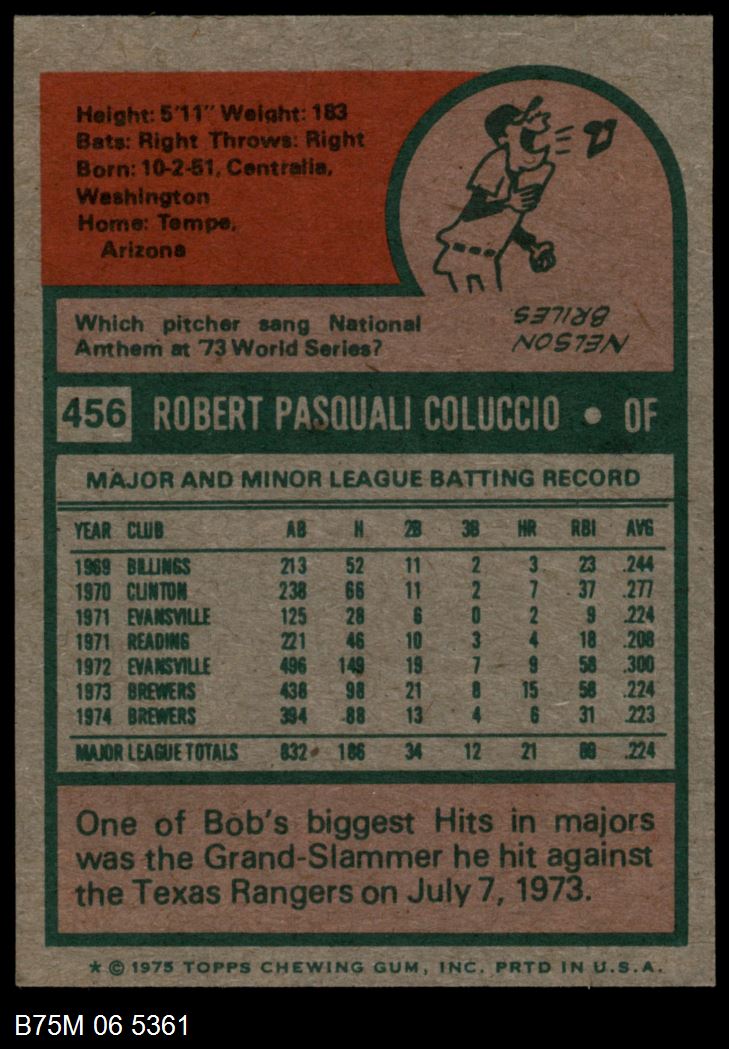 Height: 5'11" Weight: 183
Bats: Right Throws: Right
Born: 10-2-51, Centralia,
Washington
Home: Tempe,
Arizona
Which pitcher sang National
Anthem at '73 World Series?
NELSON
BRILES.
456 ROBERT PASQUALI COLUCCIO • OF
MAJOR AND MINOR LEAGUE BATTING RECORD
YEAR CLUB AB H 2B 3B HR RBI AVG
1969 BILLINGS 213 52 11 2 3 23 .244
1970 CLINTON 238 66 11 2 7 37 .277
1971 EVANSVILLE 125 28 6 0 2 9 .224
1971 READING 221 46 10 3 4 18 .208
1972 EVANSVILLE 496 149 19 7 9 58 .300
1973 BREWERS 438 98 21 8 15 58 .224
1974 BREWERS 394 88 13 4 6 31 .223
MAJOR LEAGUE TOTALS 832 186 34 12 21 89 .224
One of Bob's biggest Hits in majors
was the Grand-Slammer he hit against
the Texas Rangers on July 7, 1973.
* © 1975 TOPPS CHEWING GUM, INC. PRTD IN U.S.A.
B75M 06 5361